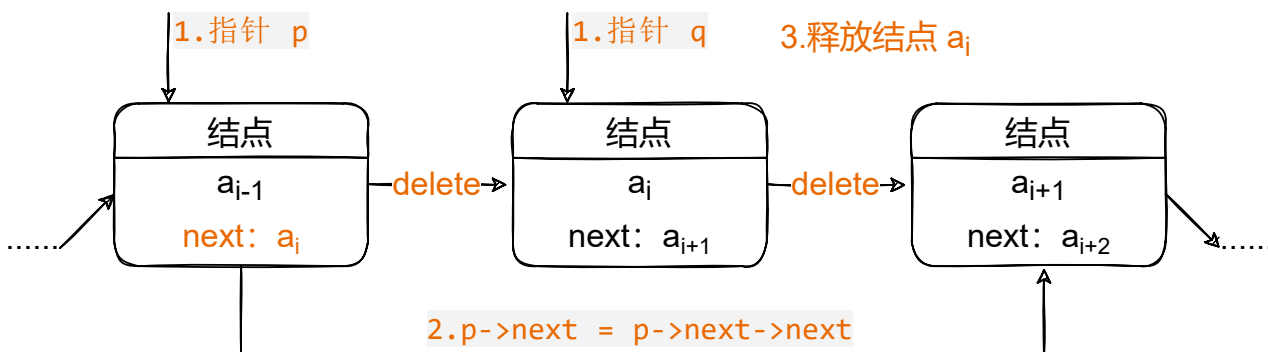 1.指针 p
1.指针 q
3.释放结点 aᵢ
结点
aᵢ₋₁
next：aᵢ
delete
结点
aᵢ
next：aᵢ₊₁
delete
结点
aᵢ₊₁
next：aᵢ₊₂
......
......
2.p->next = p->next->next